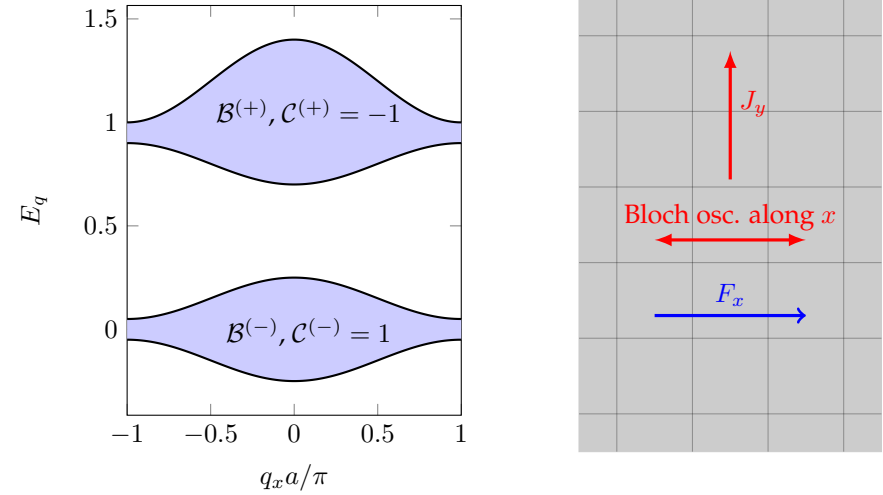 1.5
1
0.5
0
E_q
ℬ^(+), 𝒞^(+) = −1
ℬ^(−), 𝒞^(−) = 1
−1 −0.5 0 0.5 1
q_x a/π
J_y
Bloch osc. along x
F_x